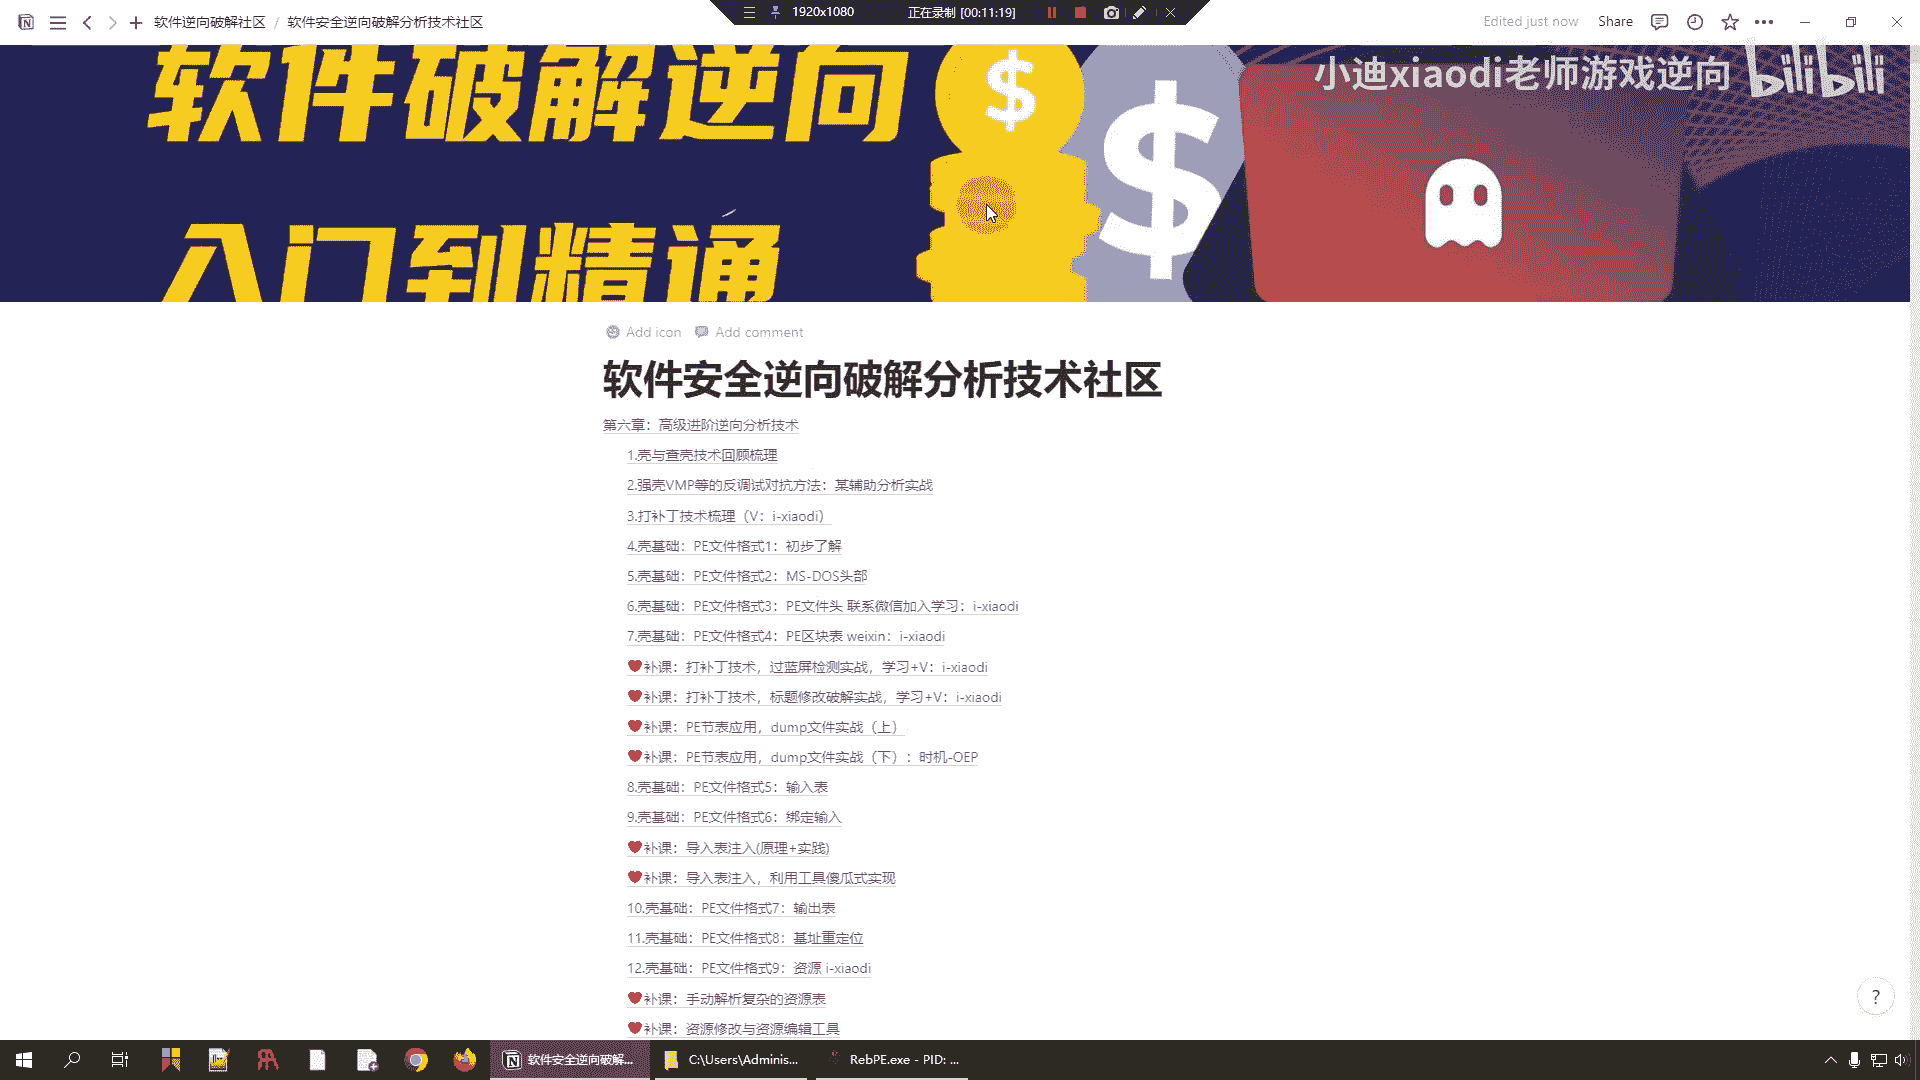 软件逆向破解社区 / 软件安全逆向破解分析技术社区
1920x1080 正在录制 [00:11:19]
Edited just now Share
小迪xiaodi老师游戏逆向 bilibili
软件破解逆向
入门到精通
Add icon Add comment
软件安全逆向破解分析技术社区
第六章：高级进阶逆向分析技术
1.壳与查壳技术回顾梳理
2.强壳VMP等的反调试对抗方法：某辅助分析实战
3.打补丁技术梳理（V：i-xiaodi）
4.壳基础：PE文件格式1：初步了解
5.壳基础：PE文件格式2：MS-DOS头部
6.壳基础：PE文件格式3：PE文件头 联系微信加入学习：i-xiaodi
7.壳基础：PE文件格式4：PE区块表 weixin：i-xiaodi
❤补课：打补丁技术，过蓝屏检测实战，学习+V：i-xiaodi
❤补课：打补丁技术，标题修改破解实战，学习+V：i-xiaodi
❤补课：PE节表应用，dump文件实战（上）
❤补课：PE节表应用，dump文件实战（下）：时机-OEP
8.壳基础：PE文件格式5：输入表
9.壳基础：PE文件格式6：绑定输入
❤补课：导入表注入(原理+实践)
❤补课：导入表注入，利用工具傻瓜式实现
10.壳基础：PE文件格式7：输出表
11.壳基础：PE文件格式8：基址重定位
12.壳基础：PE文件格式9：资源 i-xiaodi
❤补课：手动解析复杂的资源表
❤补课：资源修改与资源编辑工具
?
软件安全逆向破解... C:\Users\Adminis... RebPE.exe - PID: ...